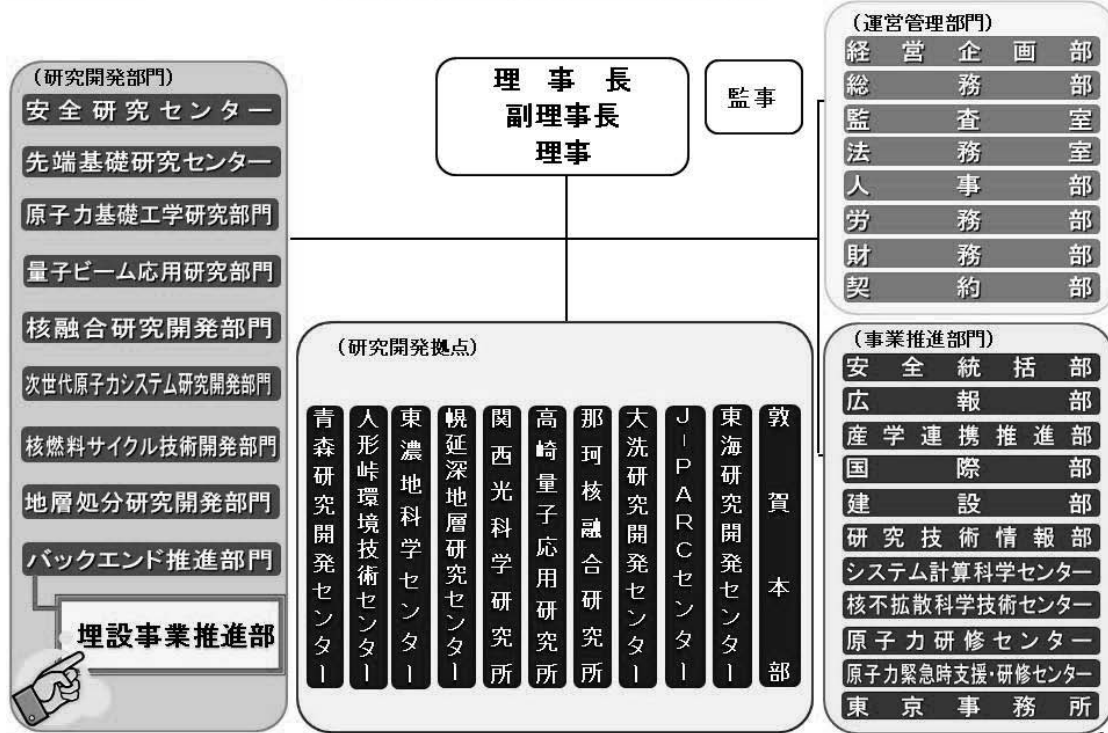 理事長
副理事長
理事
監事
(研究開発部門)
安全研究センター
先端基礎研究センター
原子力基礎工学研究部門
量子ビーム応用研究部門
核融合研究開発部門
次世代原子力システム研究開発部門
核燃料サイクル技術開発部門
地層処分研究開発部門
バックエンド推進部門
埋設事業推進部
(研究開発拠点)
青森研究開発センター
人形峠環境技術センター
東濃地科学センター
幌延深地層研究センター
関西光科学研究所
高崎量子応用研究所
那珂核融合研究所
大洗研究開発センター
J-PARCセンター
東海研究開発センター
敦賀本部
(運営管理部門)
経営企画部
総務部
監査室
法務室
人事部
労務部
財務部
契約部
(事業推進部門)
安全統括部
広報部
産学連携推進部
国際部
建設部
研究技術情報部
システム計算科学センター
核不拡散科学技術センター
原子力研修センター
原子力緊急時支援・研修センター
東京事務所